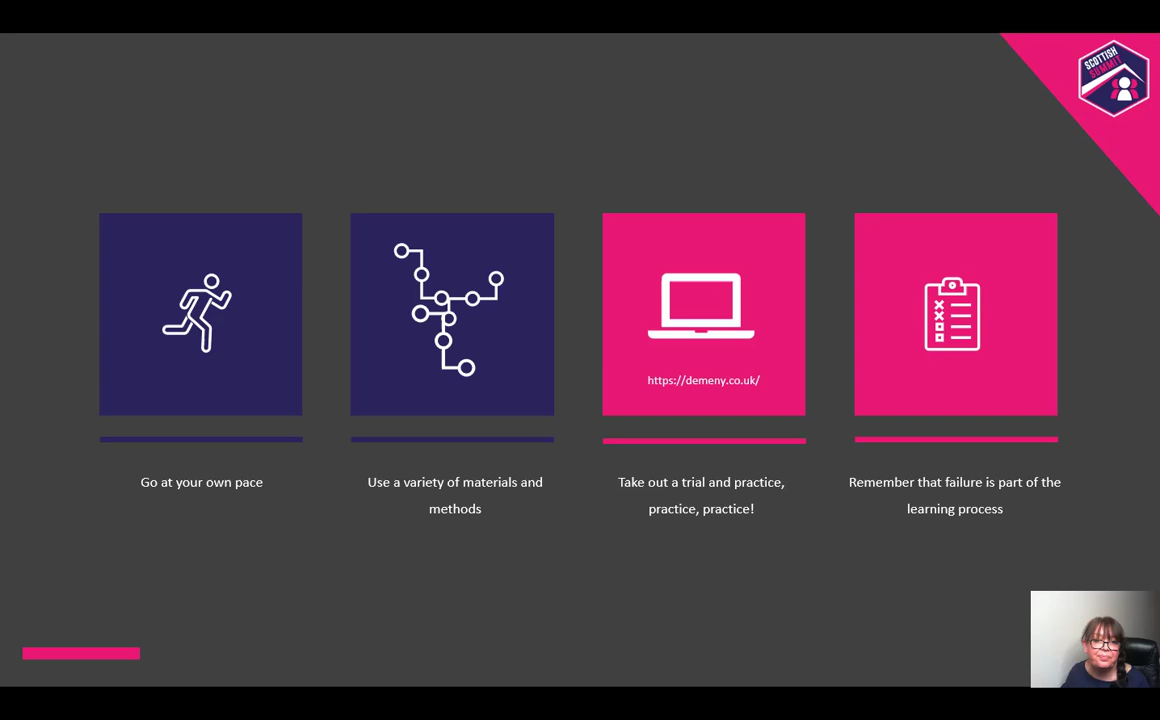 SCOTTISH
SUMMIT
https://demeny.co.uk/
Go at your own pace
Use a variety of materials and
methods
Take out a trial and practice,
practice, practice!
Remember that failure is part of the
learning process